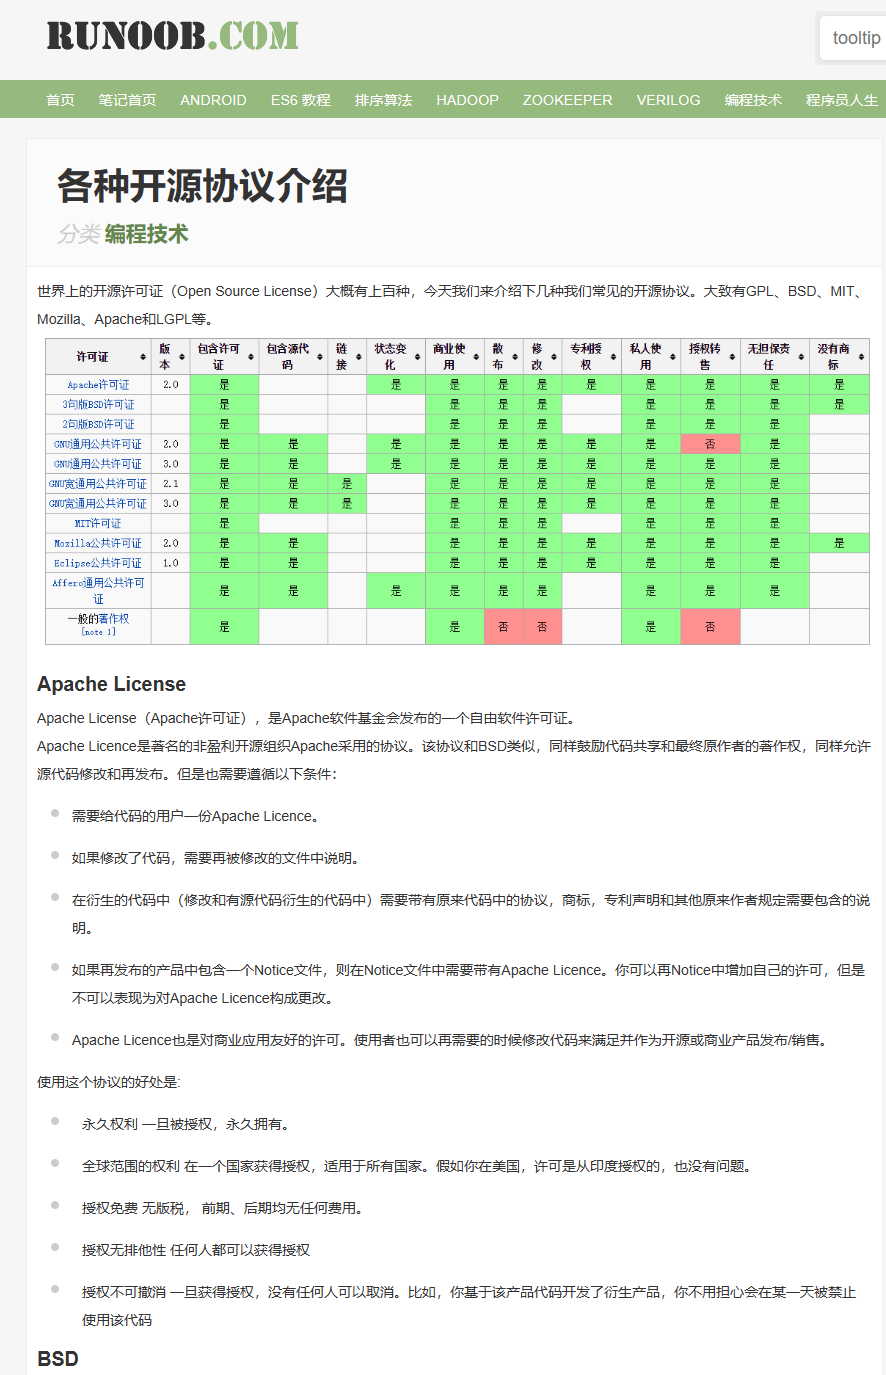 RUNOOB.COM
tooltip
首页 笔记首页 ANDROID ES6 教程 排序算法 HADOOP ZOOKEEPER VERILOG 编程技术 程序员人生
各种开源协议介绍
分类 编程技术
世界上的开源许可证（Open Source License）大概有上百种，今天我们来介绍下几种我们常见的开源协议。大致有GPL、BSD、MIT、
Mozilla、Apache和LGPL等。
许可证 版本 包含许可证 包含源代码 链接 状态变化 商业使用 散布 修改 专利授权 私人使用 授权转售 无担保责任 没有商标
Apache许可证 2.0 是 是 是 是 是 是 是 是 是 是
3句版BSD许可证 是 是 是 是 是 是 是 是
2句版BSD许可证 是 是 是 是 是 是 是
GNU通用公共许可证 2.0 是 是 是 是 是 是 是 是 否 是
GNU通用公共许可证 3.0 是 是 是 是 是 是 是 是 是 是
GNU宽通用公共许可证 2.1 是 是 是 是 是 是 是 是 是 是
GNU宽通用公共许可证 3.0 是 是 是 是 是 是 是 是 是 是
MIT许可证 是 是 是 是 是 是 是
Mozilla公共许可证 2.0 是 是 是 是 是 是 是 是 是 是
Eclipse公共许可证 1.0 是 是 是 是 是 是 是 是 是
Affero通用公共许可证 是 是 是 是 是 是 是 是 是
一般的著作权 [note 1] 是 是 否 否 是 否
Apache License
Apache License（Apache许可证），是Apache软件基金会发布的一个自由软件许可证。
Apache Licence是著名的非盈利开源组织Apache采用的协议。该协议和BSD类似，同样鼓励代码共享和最终原作者的著作权，同样允许
源代码修改和再发布。但是也需要遵循以下条件：
需要给代码的用户一份Apache Licence。
如果修改了代码，需要再被修改的文件中说明。
在衍生的代码中（修改和有源代码衍生的代码中）需要带有原来代码中的协议，商标，专利声明和其他原来作者规定需要包含的说
明。
如果再发布的产品中包含一个Notice文件，则在Notice文件中需要带有Apache Licence。你可以再Notice中增加自己的许可，但是
不可以表现为对Apache Licence构成更改。
Apache Licence也是对商业应用友好的许可。使用者也可以再需要的时候修改代码来满足并作为开源或商业产品发布/销售。
使用这个协议的好处是:
永久权利 一旦被授权，永久拥有。
全球范围的权利 在一个国家获得授权，适用于所有国家。假如你在美国，许可是从印度授权的，也没有问题。
授权免费 无版税， 前期、后期均无任何费用。
授权无排他性 任何人都可以获得授权
授权不可撤消 一旦获得授权，没有任何人可以取消。比如，你基于该产品代码开发了衍生产品，你不用担心会在某一天被禁止
使用该代码
BSD